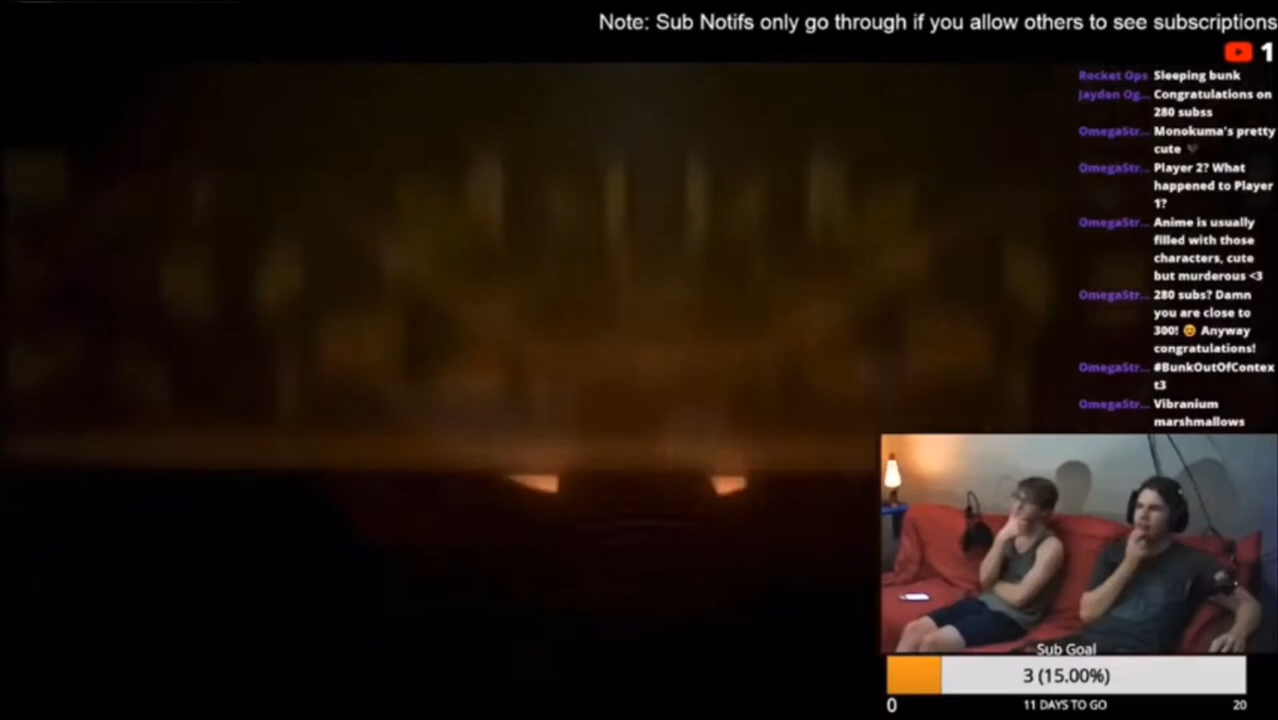 Note: Sub Notifs only go through if you allow others to see subscriptions
1
Rocket Ops Sleeping bunk
Jayden Og... Congratulations on
280 subss
OmegaStr... Monokuma's pretty
cute 🖤
OmegaStr... Player 2? What
happened to Player
1?
OmegaStr... Anime is usually
filled with those
characters, cute
but murderous <3
OmegaStr... 280 subs? Damn
you are close to
300! 😊 Anyway
congratulations!
OmegaStr... #BunkOutOfContex
t3
OmegaStr... Vibranium
marshmallows
Sub Goal
3 (15.00%)
0 11 DAYS TO GO 20